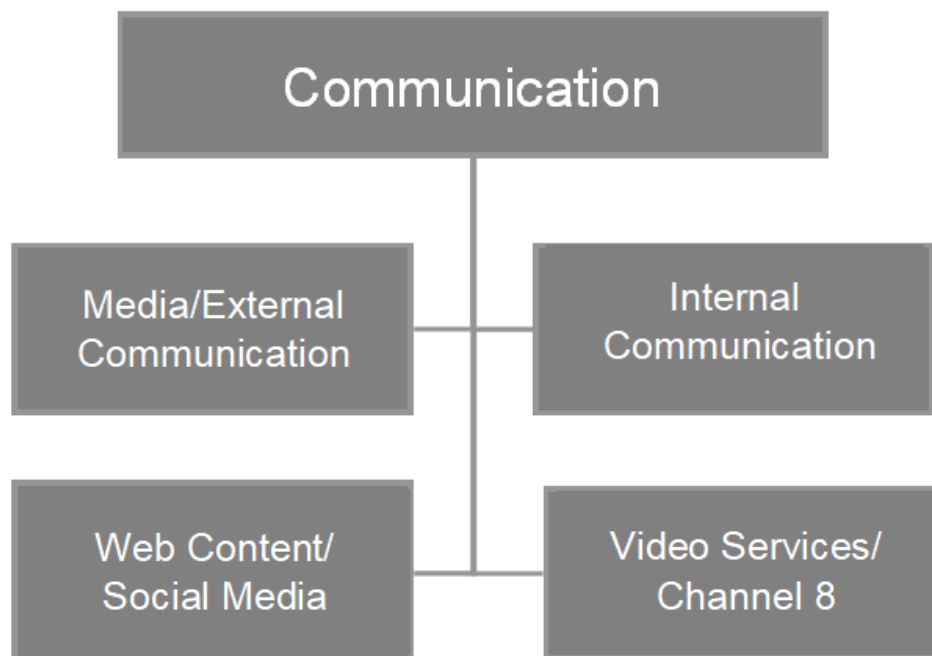 Communication
Media/External
Communication
Internal
Communication
Web Content/
Social Media
Video Services/
Channel 8